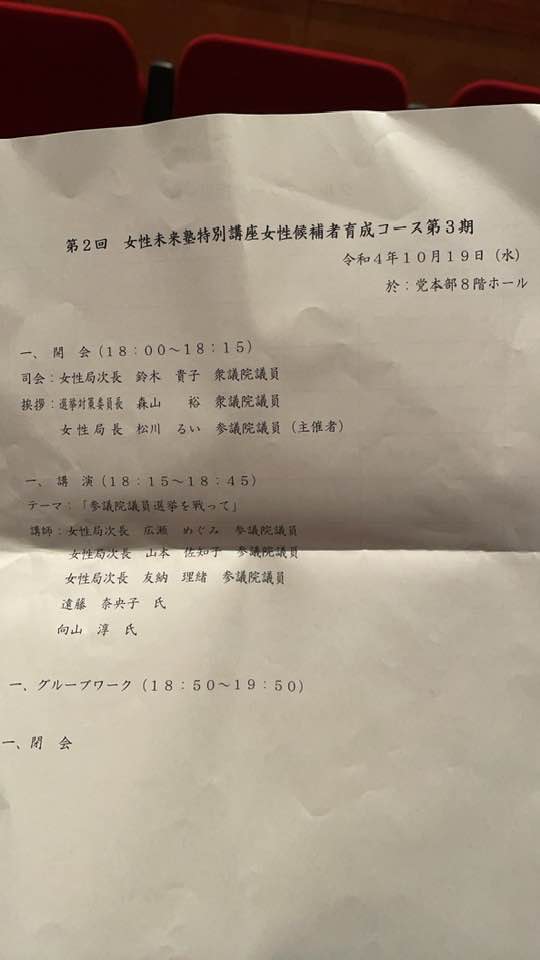 第２回　女性未来塾特別講座女性候補者育成コース第３期
令和４年１０月１９日（水）
於：党本部８階ホール
一、開　会（１８：００～１８：１５）
司会：女性局次長　鈴木　貴子　衆議院議員
挨拶：選挙対策委員長　森山　　裕　衆議院議員
女性局長　松川　るい　参議院議員（主催者）
一、講　演（１８：１５～１８：４５）
テーマ：「参議院議員選挙を戦って」
講師：女性局次長　広瀬　めぐみ　参議院議員
女性局次長　山本　佐知子　参議院議員
女性局次長　友納　理緒　参議院議員
遠藤　奈央子　氏
向山　淳　氏
一、グループワーク（１８：５０～１９：５０）
一、閉　会